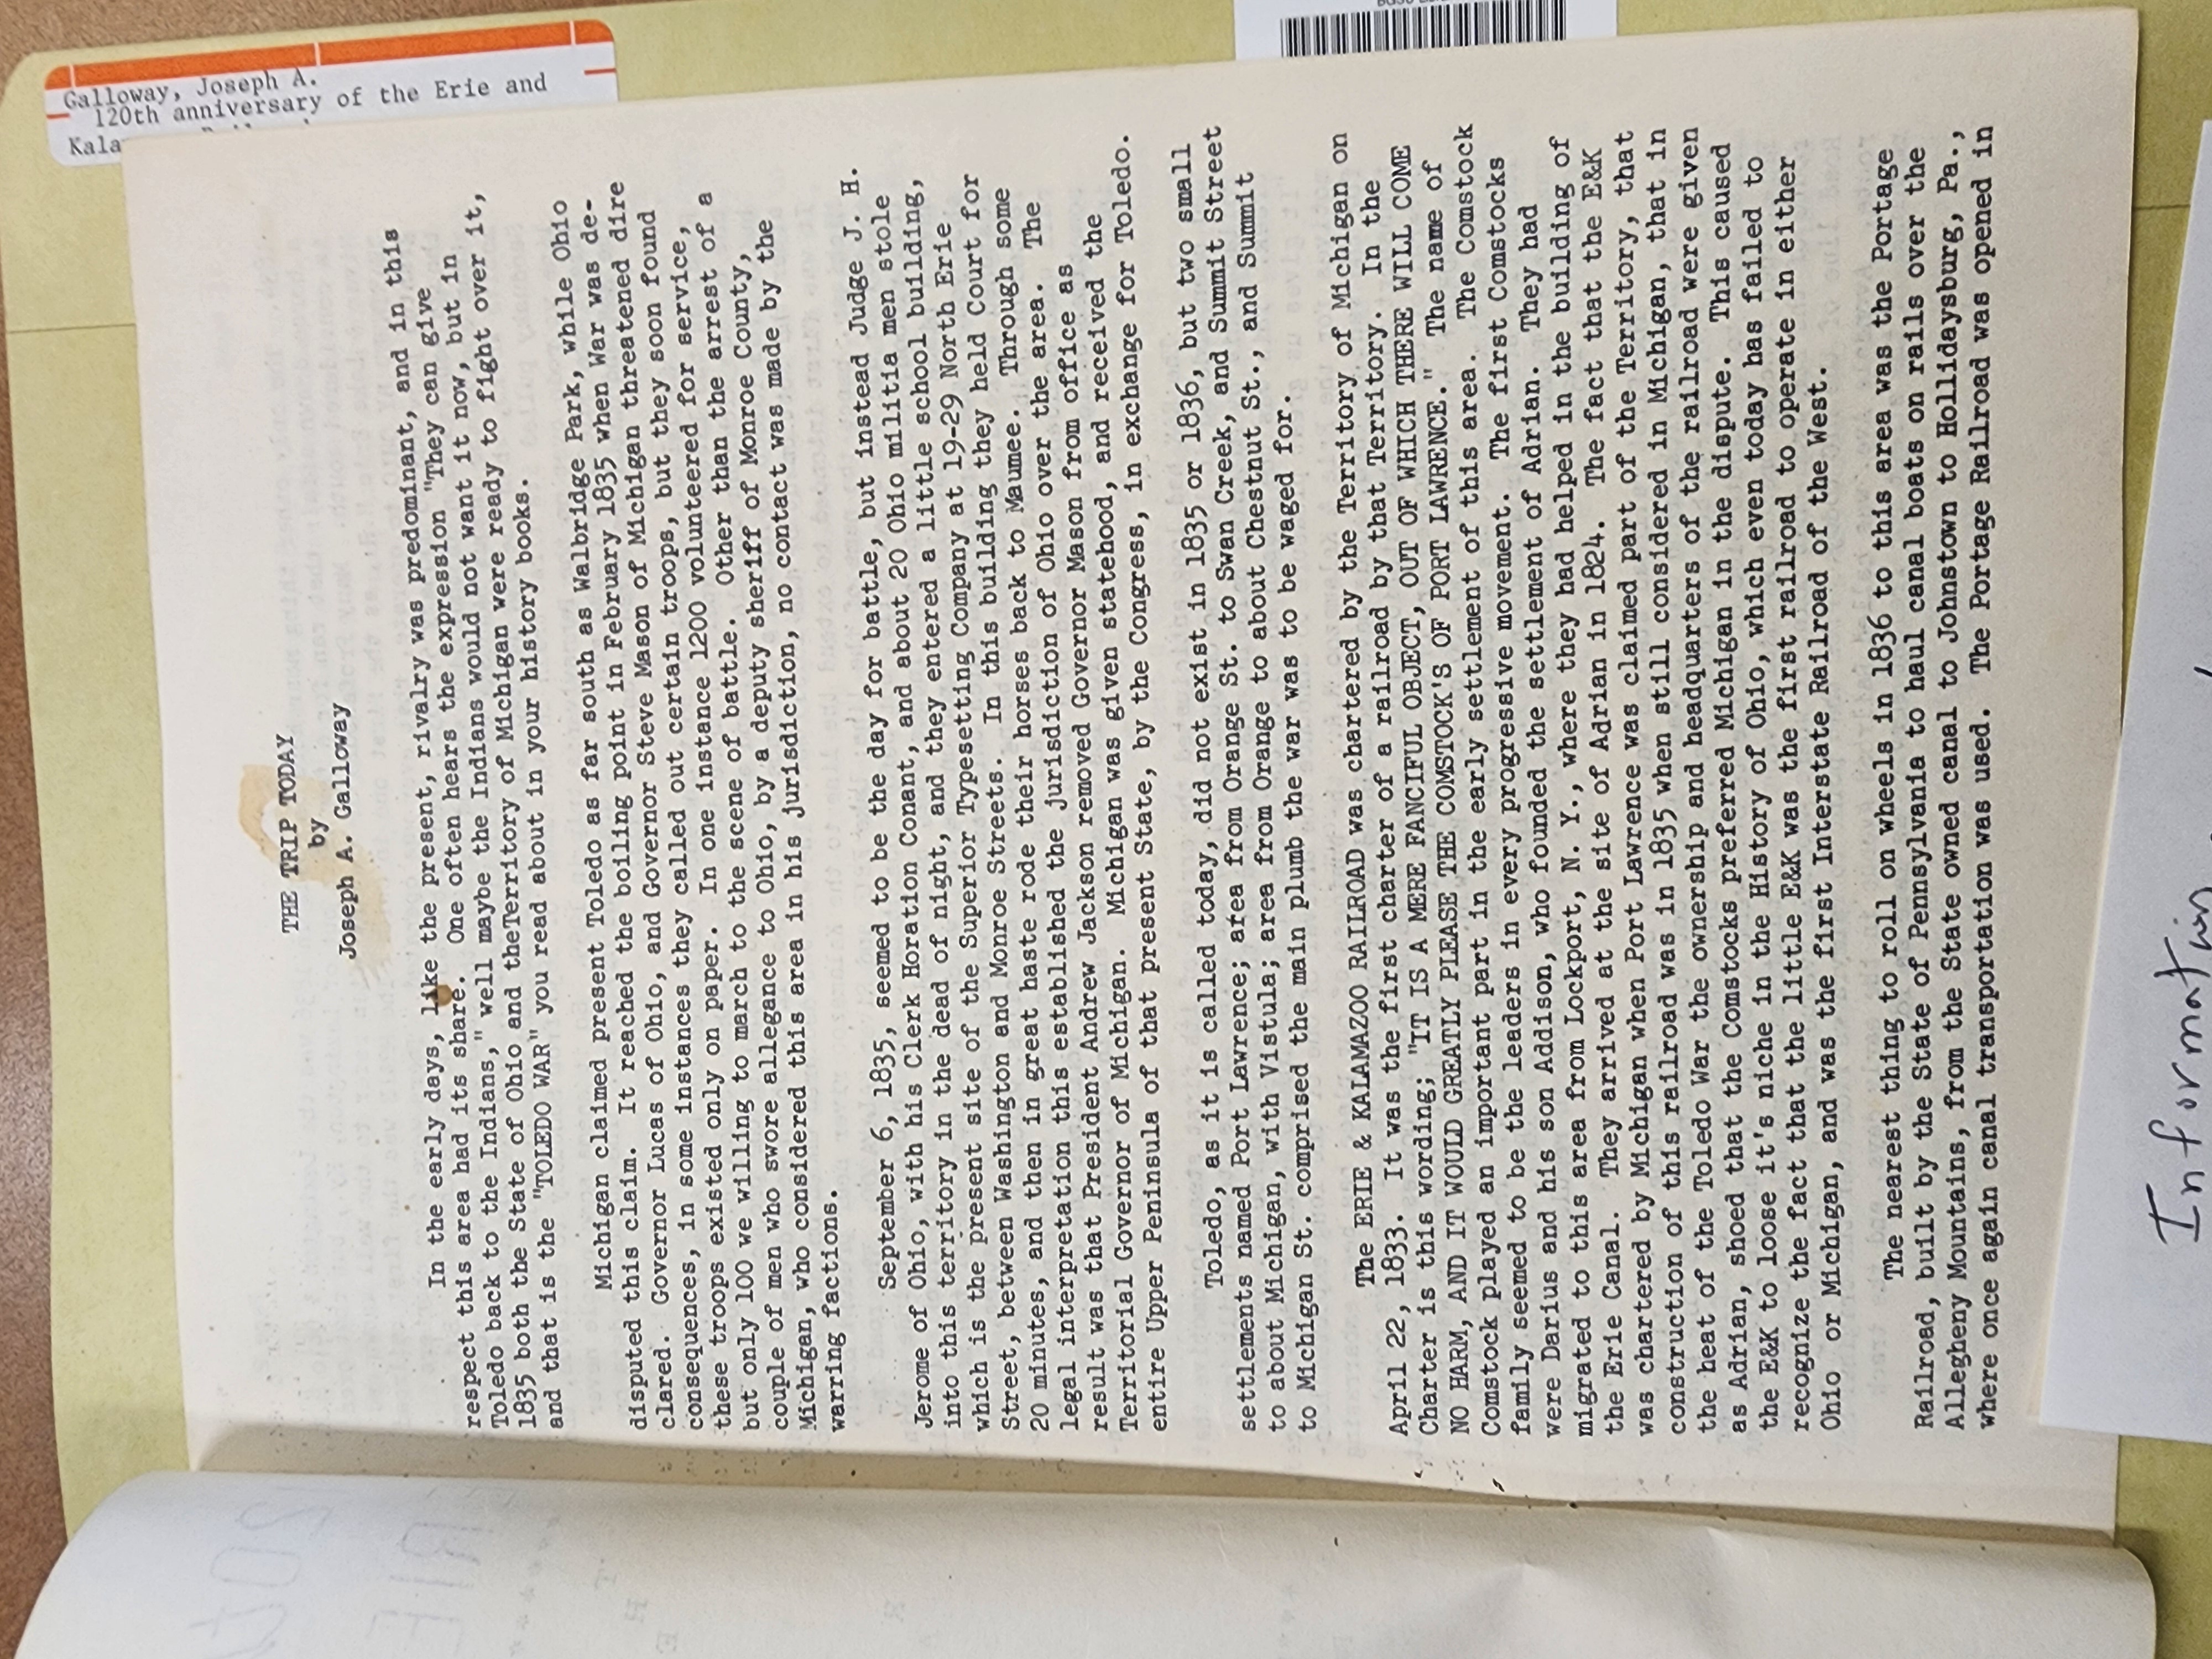 Galloway, Joseph A.
120th anniversary of the Erie and
Kala
THE TRIP TODAY
by
Joseph A. Galloway
In the early days, like the present, rivalry was predominant, and in this
respect this area had its share. One often hears the expression "They can give
Toledo back to the Indians," well maybe the Indians would not want it now, but in
1835 both the State of Ohio and theTerritory of Michigan were ready to fight over it,
and that is the "TOLEDO WAR" you read about in your history books.
Michigan claimed present Toledo as far south as Walbridge Park, while Ohio
disputed this claim. It reached the boiling point in February 1835 when War was de-
clared. Governor Lucas of Ohio, and Governor Steve Mason of Michigan threatened dire
consequences, in some instances they called out certain troops, but they soon found
these troops existed only on paper. In one instance 1200 volunteered for service,
but only 100 we willing to march to the scene of battle. Other than the arrest of a
couple of men who swore allegance to Ohio, by a deputy sheriff of Monroe County,
Michigan, who considered this area in his jurisdiction, no contact was made by the
warring factions.
September 6, 1835, seemed to be the day for battle, but instead Judge J. H.
Jerome of Ohio, with his Clerk Horation Conant, and about 20 Ohio militia men stole
into this territory in the dead of night, and they entered a little school building,
which is the present site of the Superior Typesetting Company at 19-29 North Erie
Street, between Washington and Monroe Streets. In this building they held Court for
20 minutes, and then in great haste rode their horses back to Maumee. Through some
legal interpretation this established the jurisdiction of Ohio over the area. The
result was that President Andrew Jackson removed Governor Mason from office as
Territorial Governor of Michigan. Michigan was given statehood, and received the
entire Upper Peninsula of that present State, by the Congress, in exchange for Toledo.
Toledo, as it is called today, did not exist in 1835 or 1836, but two small
settlements named Port Lawrence; area from Orange St. to Swan Creek, and Summit Street
to about Michigan, with Vistula; area from Orange to about Chestnut St., and Summit
to Michigan St. comprised the main plumb the war was to be waged for.
The ERIE & KALAMAZOO RAILROAD was chartered by the Territory of Michigan on
April 22, 1833. It was the first charter of a railroad by that Territory. In the
Charter is this wording; "IT IS A MERE FANCIFUL OBJECT, OUT OF WHICH THERE WILL COME
NO HARM, AND IT WOULD GREATLY PLEASE THE COMSTOCK'S OF PORT LAWRENCE." The name of
Comstock played an important part in the early settlement of this area. The Comstock
family seemed to be the leaders in every progressive movement. The first Comstocks
were Darius and his son Addison, who founded the settlement of Adrian. They had
migrated to this area from Lockport, N. Y., where they had helped in the building of
the Erie Canal. They arrived at the site of Adrian in 1824. The fact that the E&K
was chartered by Michigan when Port Lawrence was claimed part of the Territory, that
construction of this railroad was in 1835 when still considered in Michigan, that in
the heat of the Toledo War the ownership and headquarters of the railroad were given
as Adrian, shoed that the Comstocks preferred Michigan in the dispute. This caused
the E&K to loose it's niche in the History of Ohio, which even today has failed to
recognize the fact that the little E&K was the first railroad to operate in either
Ohio or Michigan, and was the first Interstate Railroad of the West.
The nearest thing to roll on wheels in 1836 to this area was the Portage
Railroad, built by the State of Pennsylvania to haul canal boats on rails over the
Allegheny Mountains, from the State owned canal to Johnstown to Hollidaysburg, Pa.,
where once again canal transportation was used. The Portage Railroad was opened in
Information